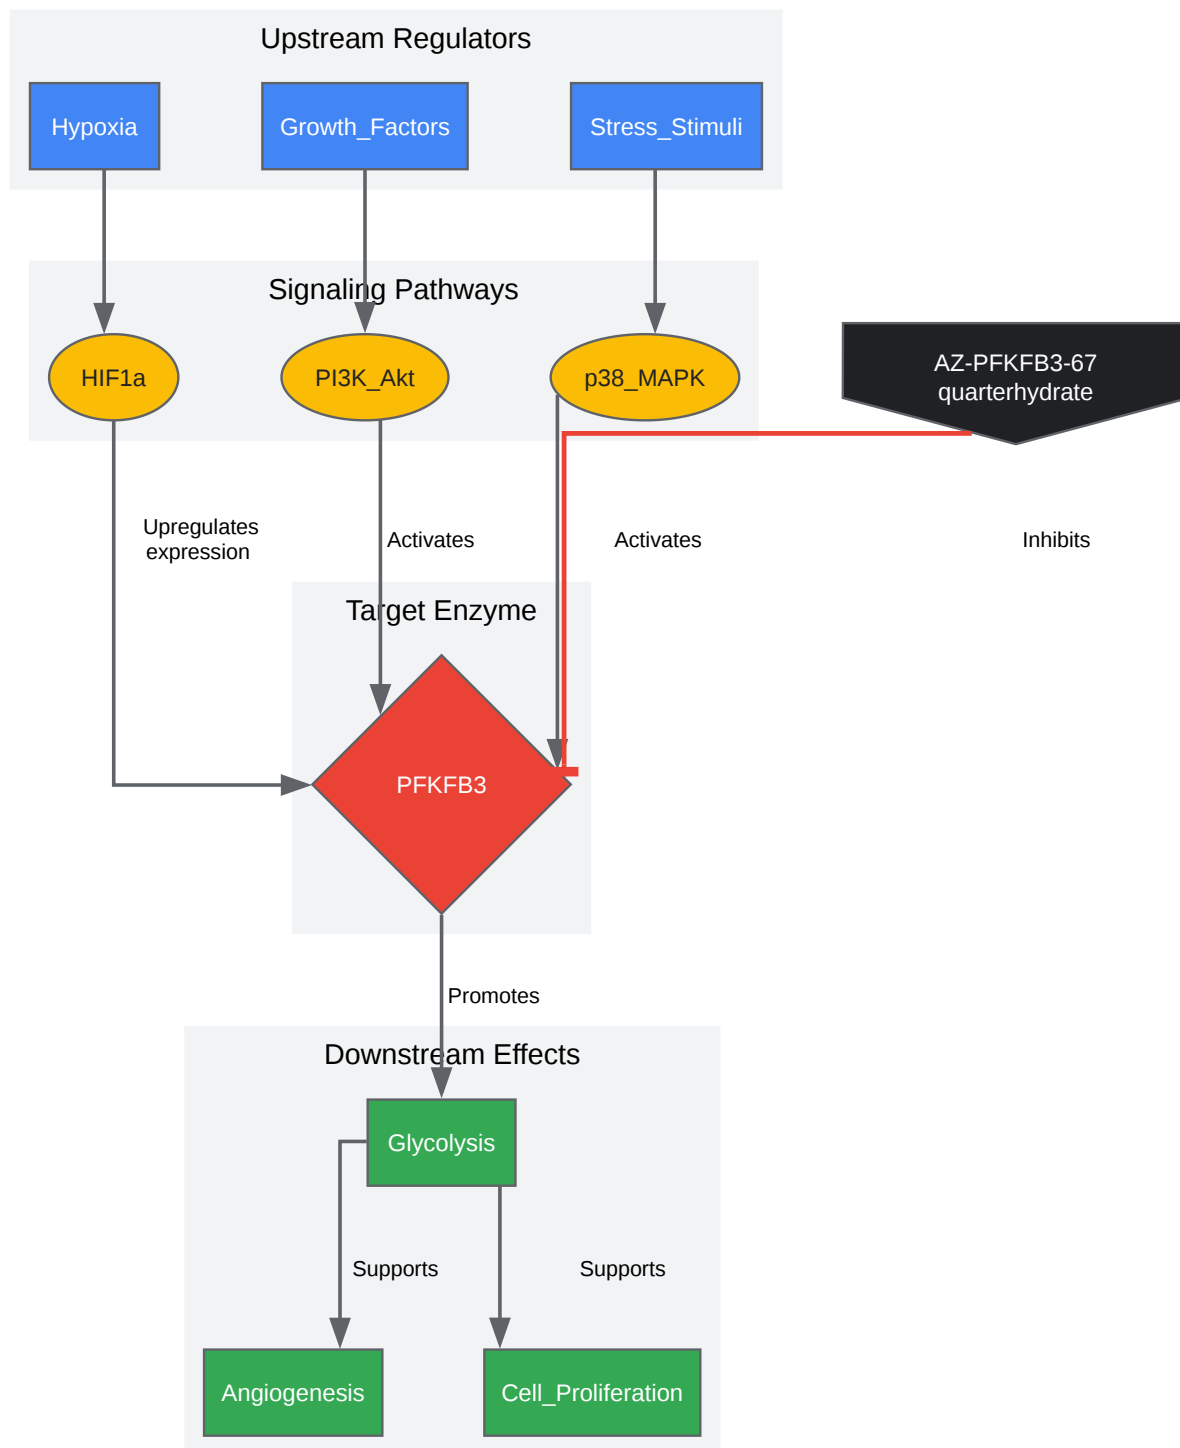 Upstream Regulators
Hypoxia
Growth_Factors
Stress_Stimuli
Signaling Pathways
HIF1a
PI3K_Akt
p38_MAPK
AZ-PFKFB3-67
quarterhydrate
Upregulates
expression
Activates
Activates
Inhibits
Target Enzyme
PFKFB3
Promotes
Downstream Effects
Glycolysis
Supports
Supports
Angiogenesis
Cell_Proliferation